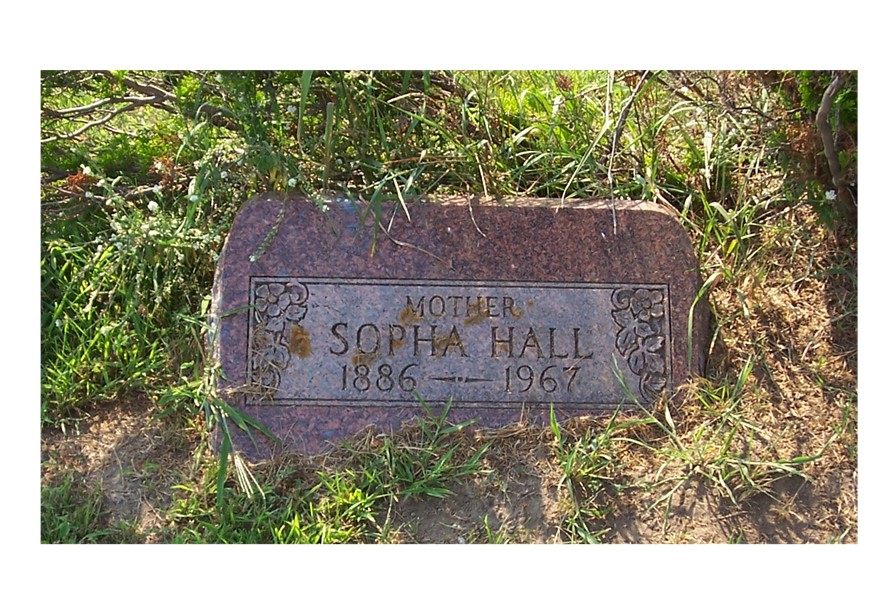 MOTHER
SOPHA HALL
1886 — 1967